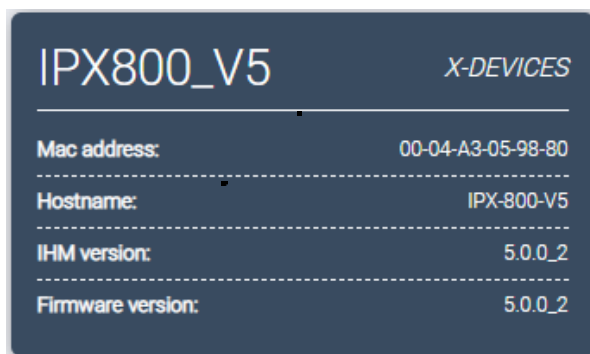 IPX800_V5 X-DEVICES
Mac address: 00-04-A3-05-98-80
Hostname: IPX-800-V5
IHM version: 5.0.0_2
Firmware version: 5.0.0_2